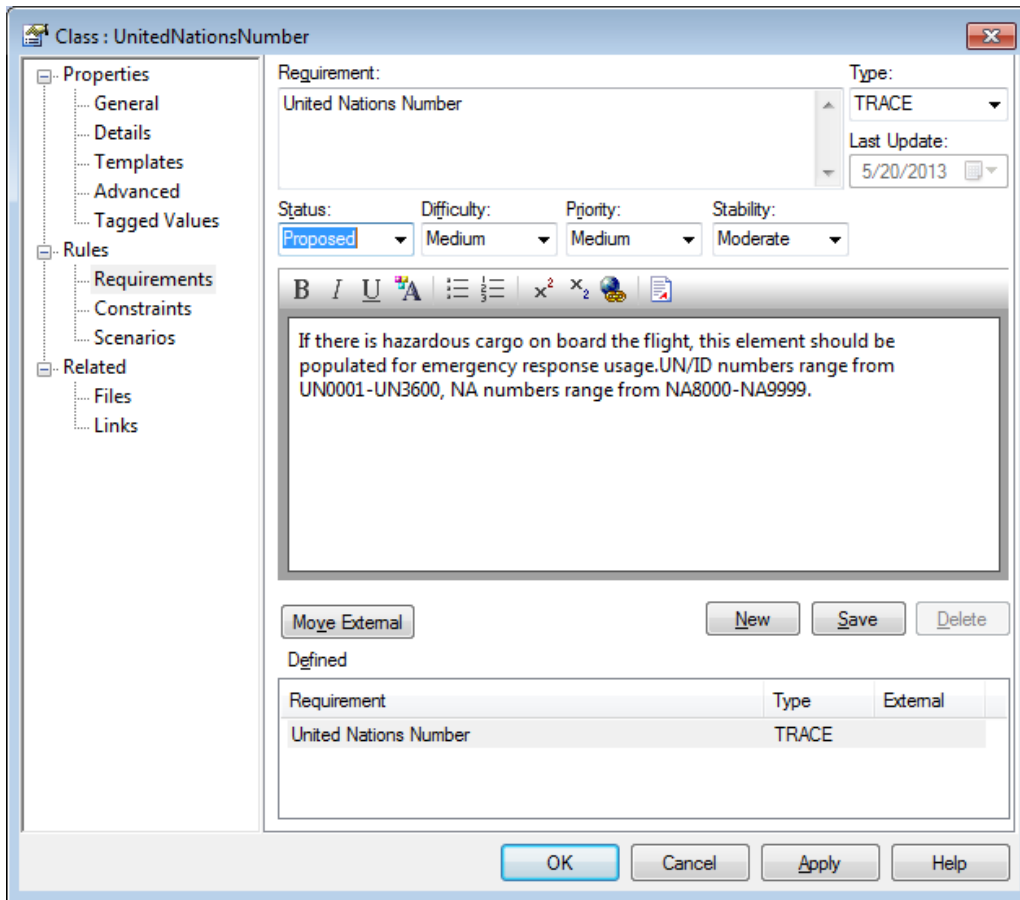 Class : UnitedNationsNumber
Properties
General
Details
Templates
Advanced
Tagged Values
Rules
Requirements
Constraints
Scenarios
Related
Files
Links
Requirement:
Type:
United Nations Number
TRACE
Last Update:
5/20/2013
Status:
Difficulty:
Priority:
Stability:
Proposed
Medium
Medium
Moderate
B I U A x² x₂
If there is hazardous cargo on board the flight, this element should be
populated for emergency response usage.UN/ID numbers range from
UN0001-UN3600, NA numbers range from NA8000-NA9999.
Move External
New
Save
Delete
Defined
Requirement
Type
External
United Nations Number
TRACE
OK
Cancel
Apply
Help